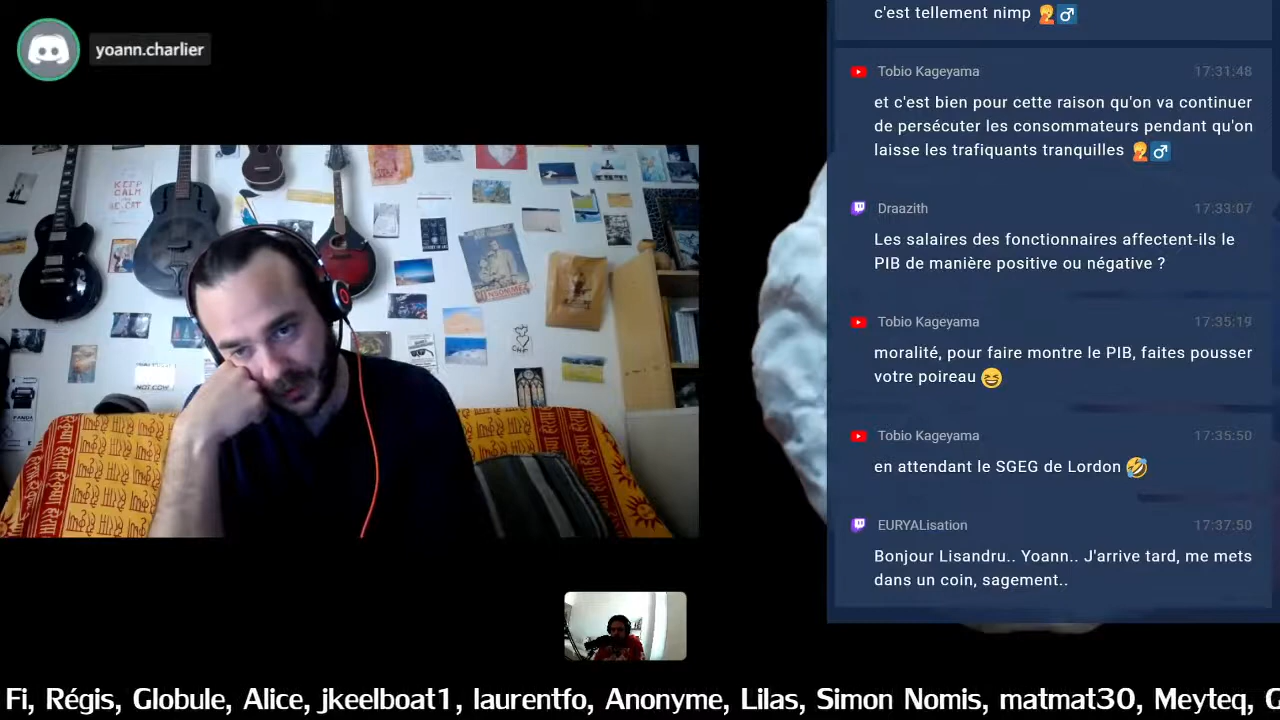 yoann.charlier
c'est tellement nimp 🤦‍♂️
Tobio Kageyama 17:31:48
et c'est bien pour cette raison qu'on va continuer
de persécuter les consommateurs pendant qu'on
laisse les trafiquants tranquilles 🤦‍♂️
Draazith 17:33:07
Les salaires des fonctionnaires affectent-ils le
PIB de manière positive ou négative ?
Tobio Kageyama 17:35:19
moralité, pour faire montre le PIB, faites pousser
votre poireau 😆
Tobio Kageyama 17:35:50
en attendant le SGEG de Lordon 🤣
EURYALisation 17:37:50
Bonjour Lisandru.. Yoann.. J'arrive tard, me mets
dans un coin, sagement..
KEEP
CALM
Fi, Régis, Globule, Alice, jkeelboat1, laurentfo, Anonyme, Lilas, Simon Nomis, matmat30, Meyteq,